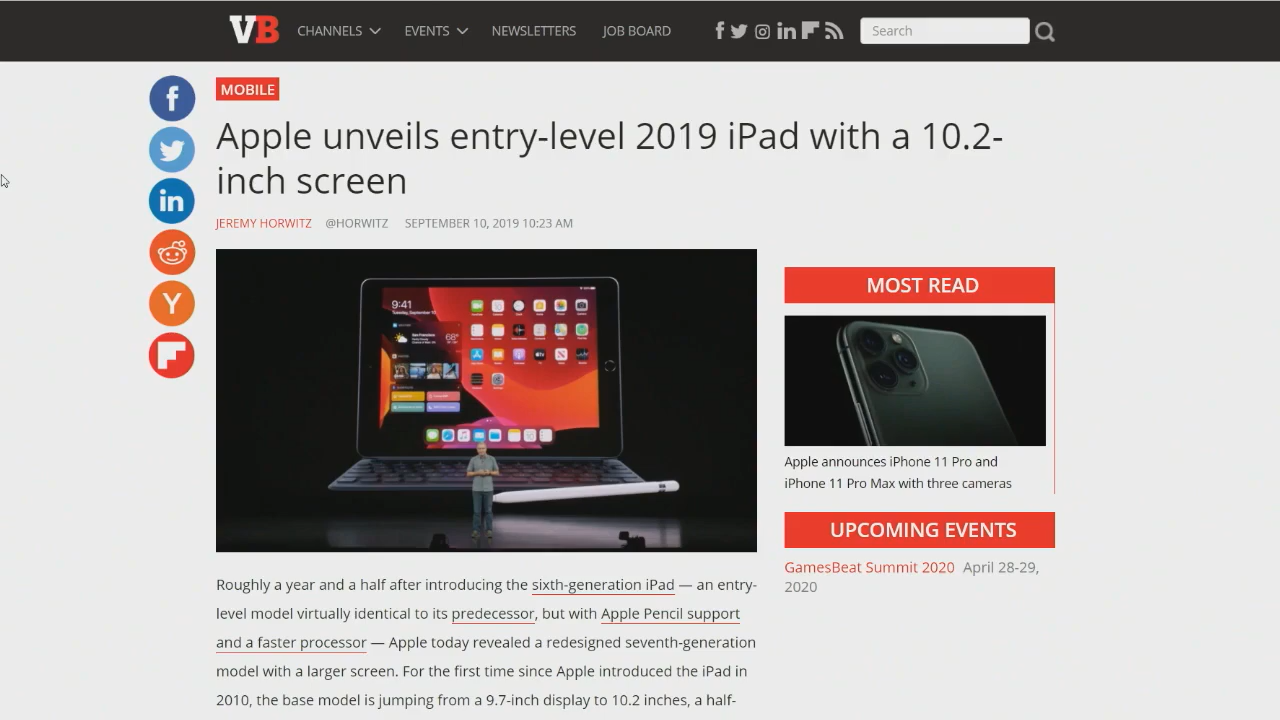 VB CHANNELS EVENTS NEWSLETTERS JOB BOARD Search
MOBILE
Apple unveils entry-level 2019 iPad with a 10.2-
inch screen
JEREMY HORWITZ @HORWITZ SEPTEMBER 10, 2019 10:23 AM
9:41
MOST READ
Apple announces iPhone 11 Pro and
iPhone 11 Pro Max with three cameras
UPCOMING EVENTS
GamesBeat Summit 2020 April 28-29,
2020
Roughly a year and a half after introducing the sixth-generation iPad — an entry-
level model virtually identical to its predecessor, but with Apple Pencil support
and a faster processor — Apple today revealed a redesigned seventh-generation
model with a larger screen. For the first time since Apple introduced the iPad in
2010, the base model is jumping from a 9.7-inch display to 10.2 inches, a half-